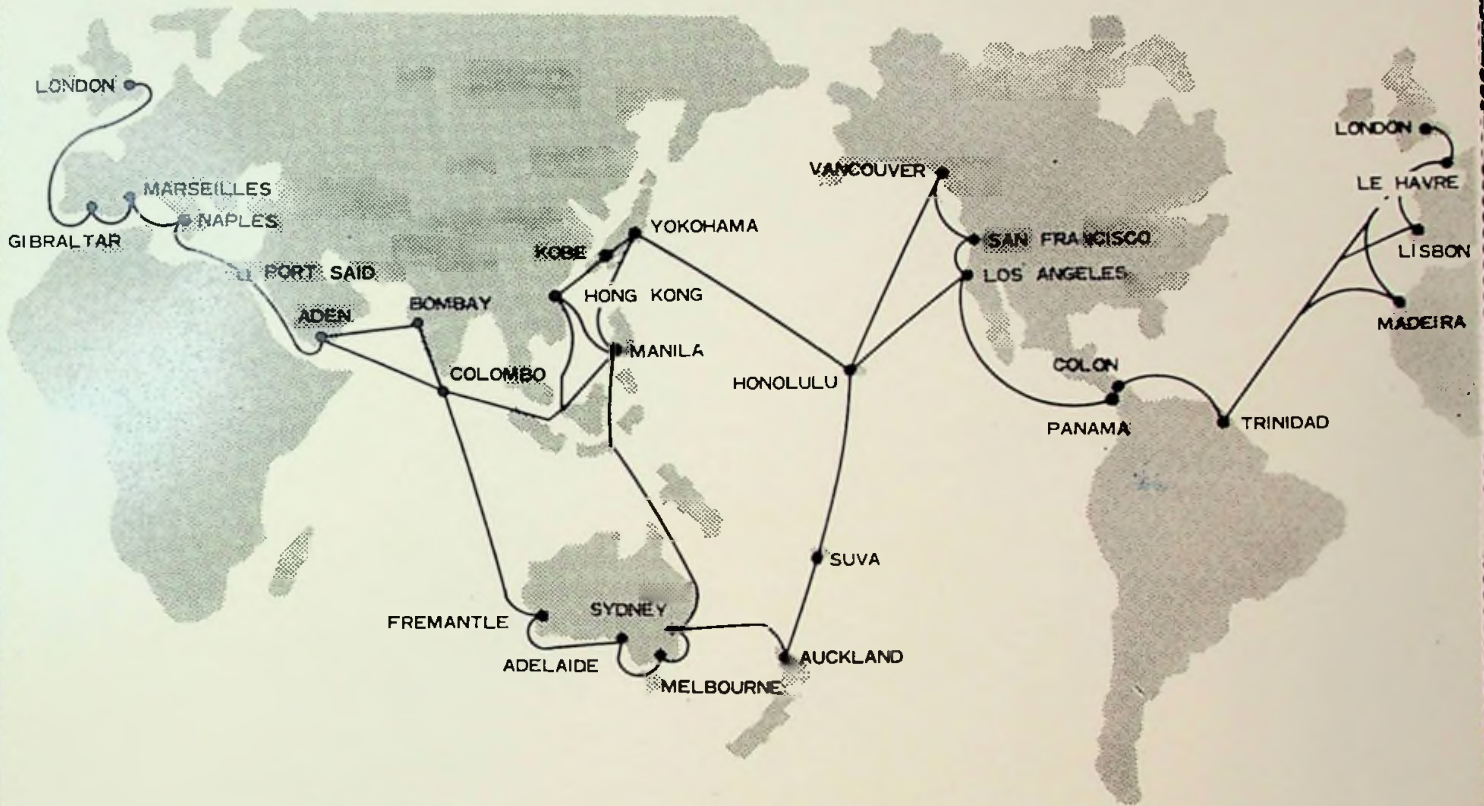 LONDON
MARSEILLES
NAPLES
GIBRALTAR
PORT SAID
ADEN
BOMBAY
COLOMBO
KOBE
YOKOHAMA
HONG KONG
MANILA
FREMANTLE
ADELAIDE
SYDNEY
MELBOURNE
AUCKLAND
SUVA
HONOLULU
VANCOUVER
SAN FRANCISCO
LOS ANGELES
COLON
PANAMA
TRINIDAD
LONDON
LE HAVRE
LISBON
MADEIRA